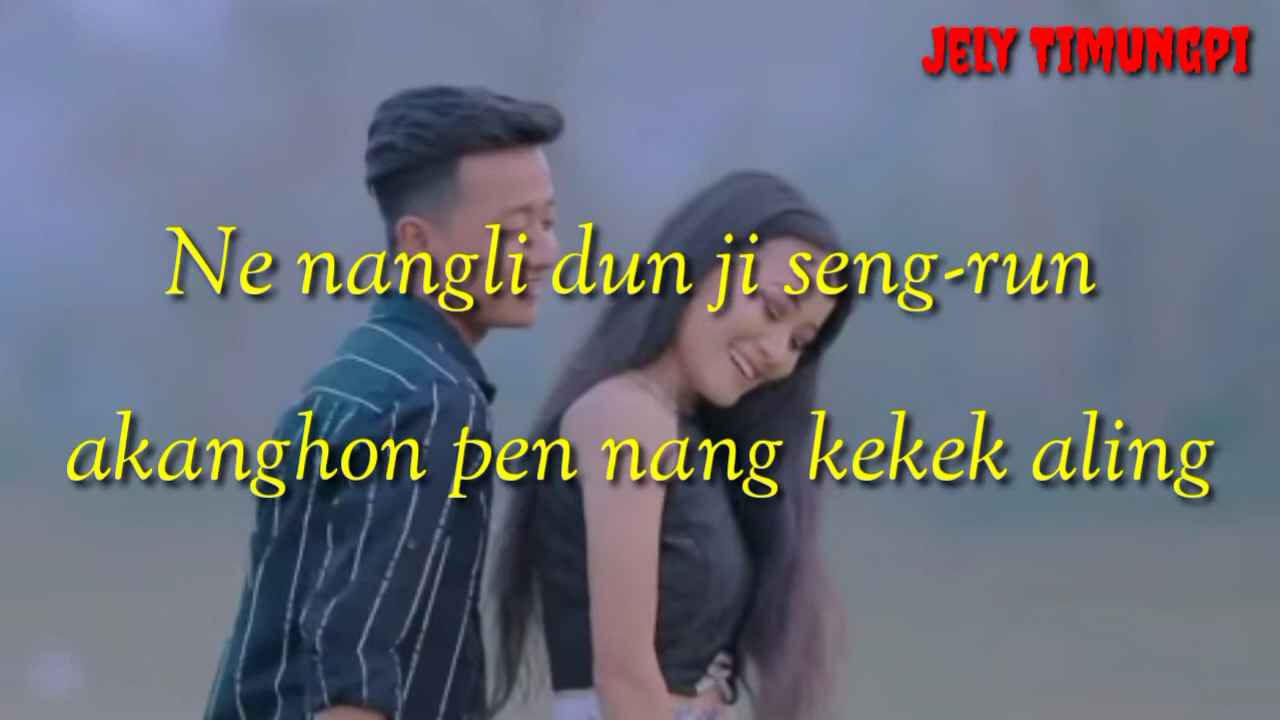 JELY TIMUNGPI
Ne nangli dun ji seng-run
akanghon pen nang kekek aling